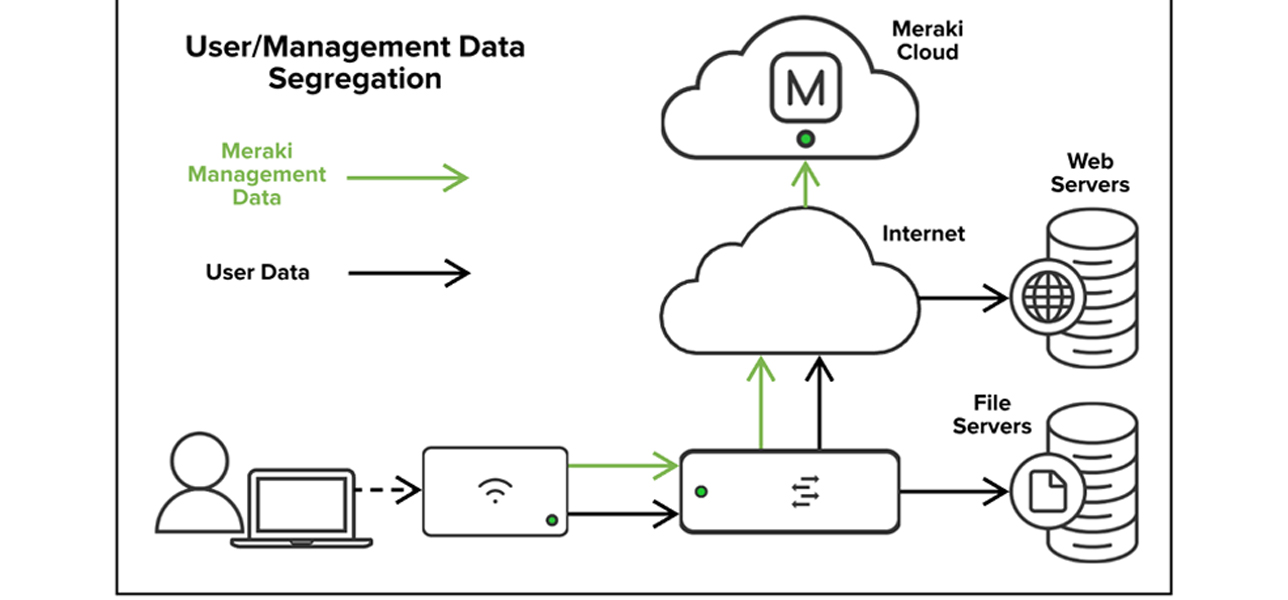 User/Management Data
Segregation
Meraki
Management
Data
User Data
Meraki
Cloud
M
Internet
Web
Servers
File
Servers